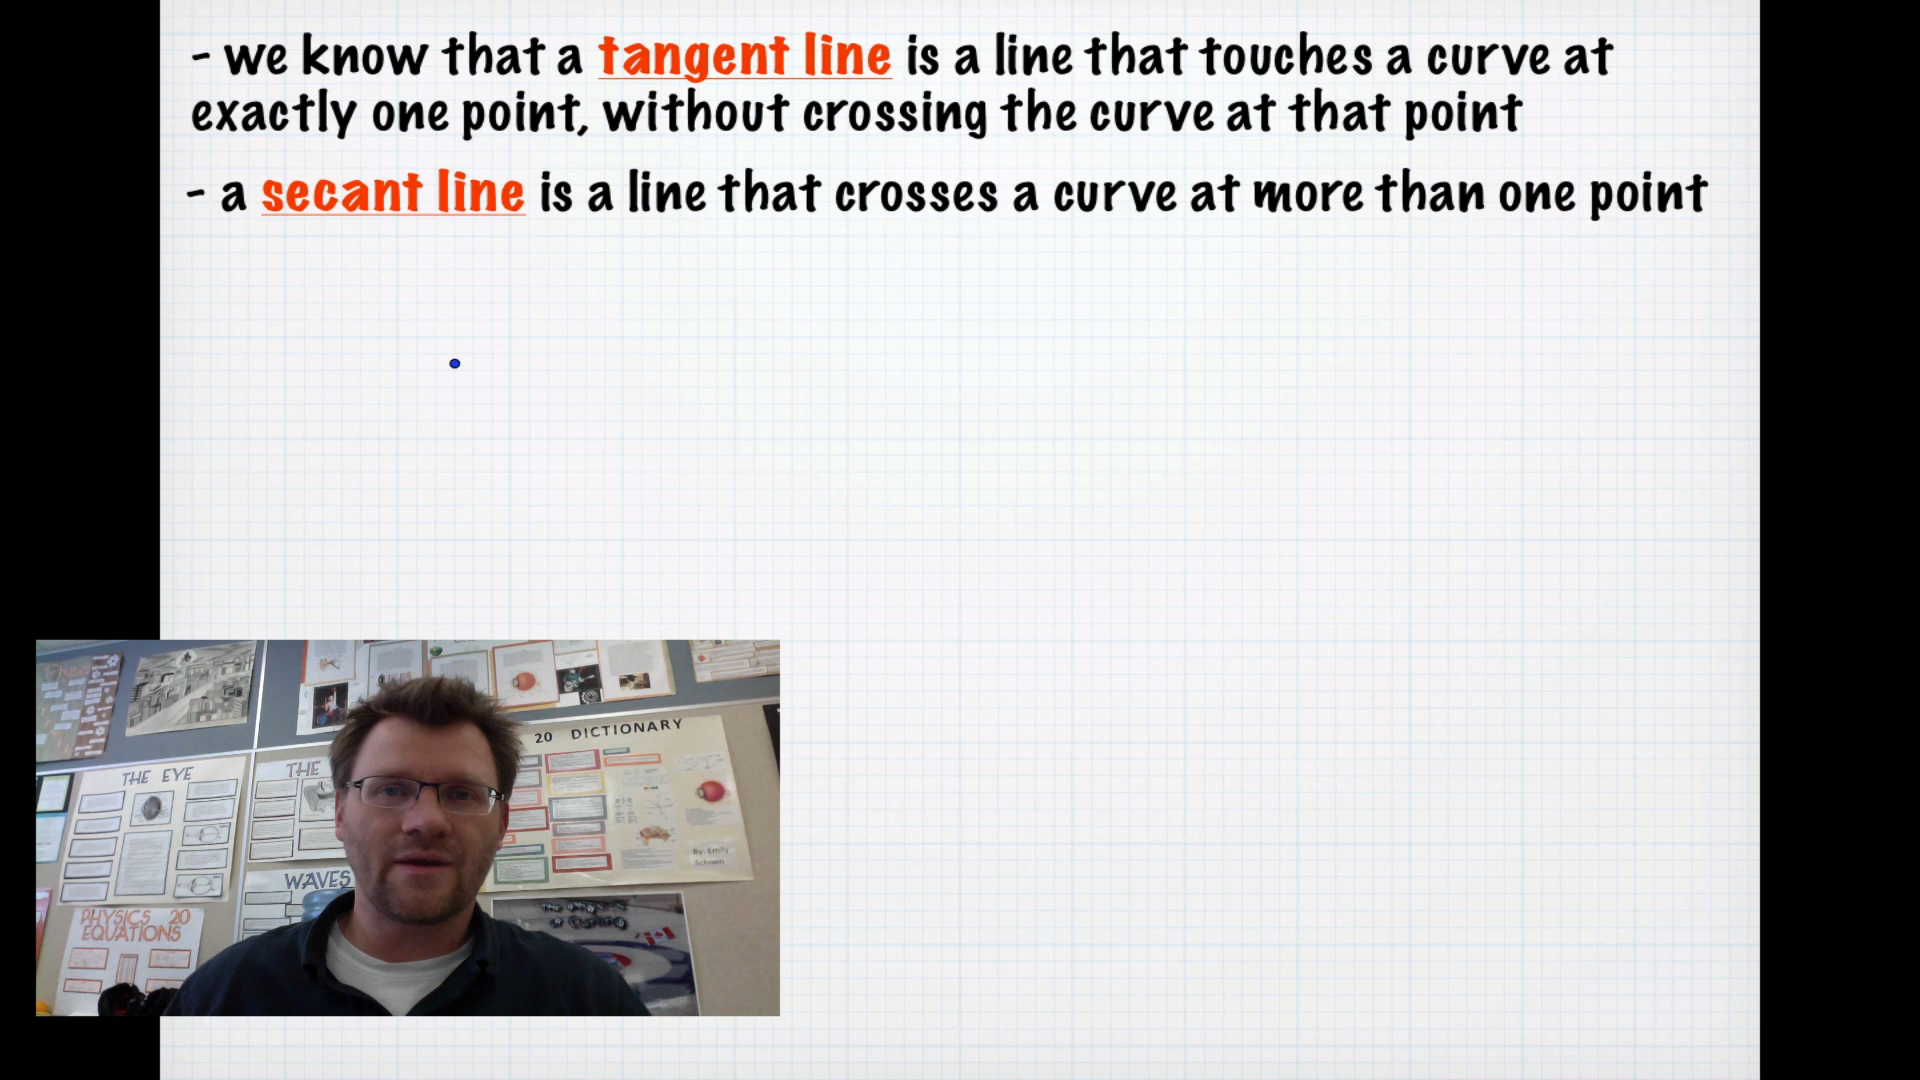 - we know that a tangent line is a line that touches a curve at
exactly one point, without crossing the curve at that point
- a secant line is a line that crosses a curve at more than one point
20 DICTIONARY
THE EYE
THE
WAVES
By: Emily
PHYSICS 20
EQUATIONS